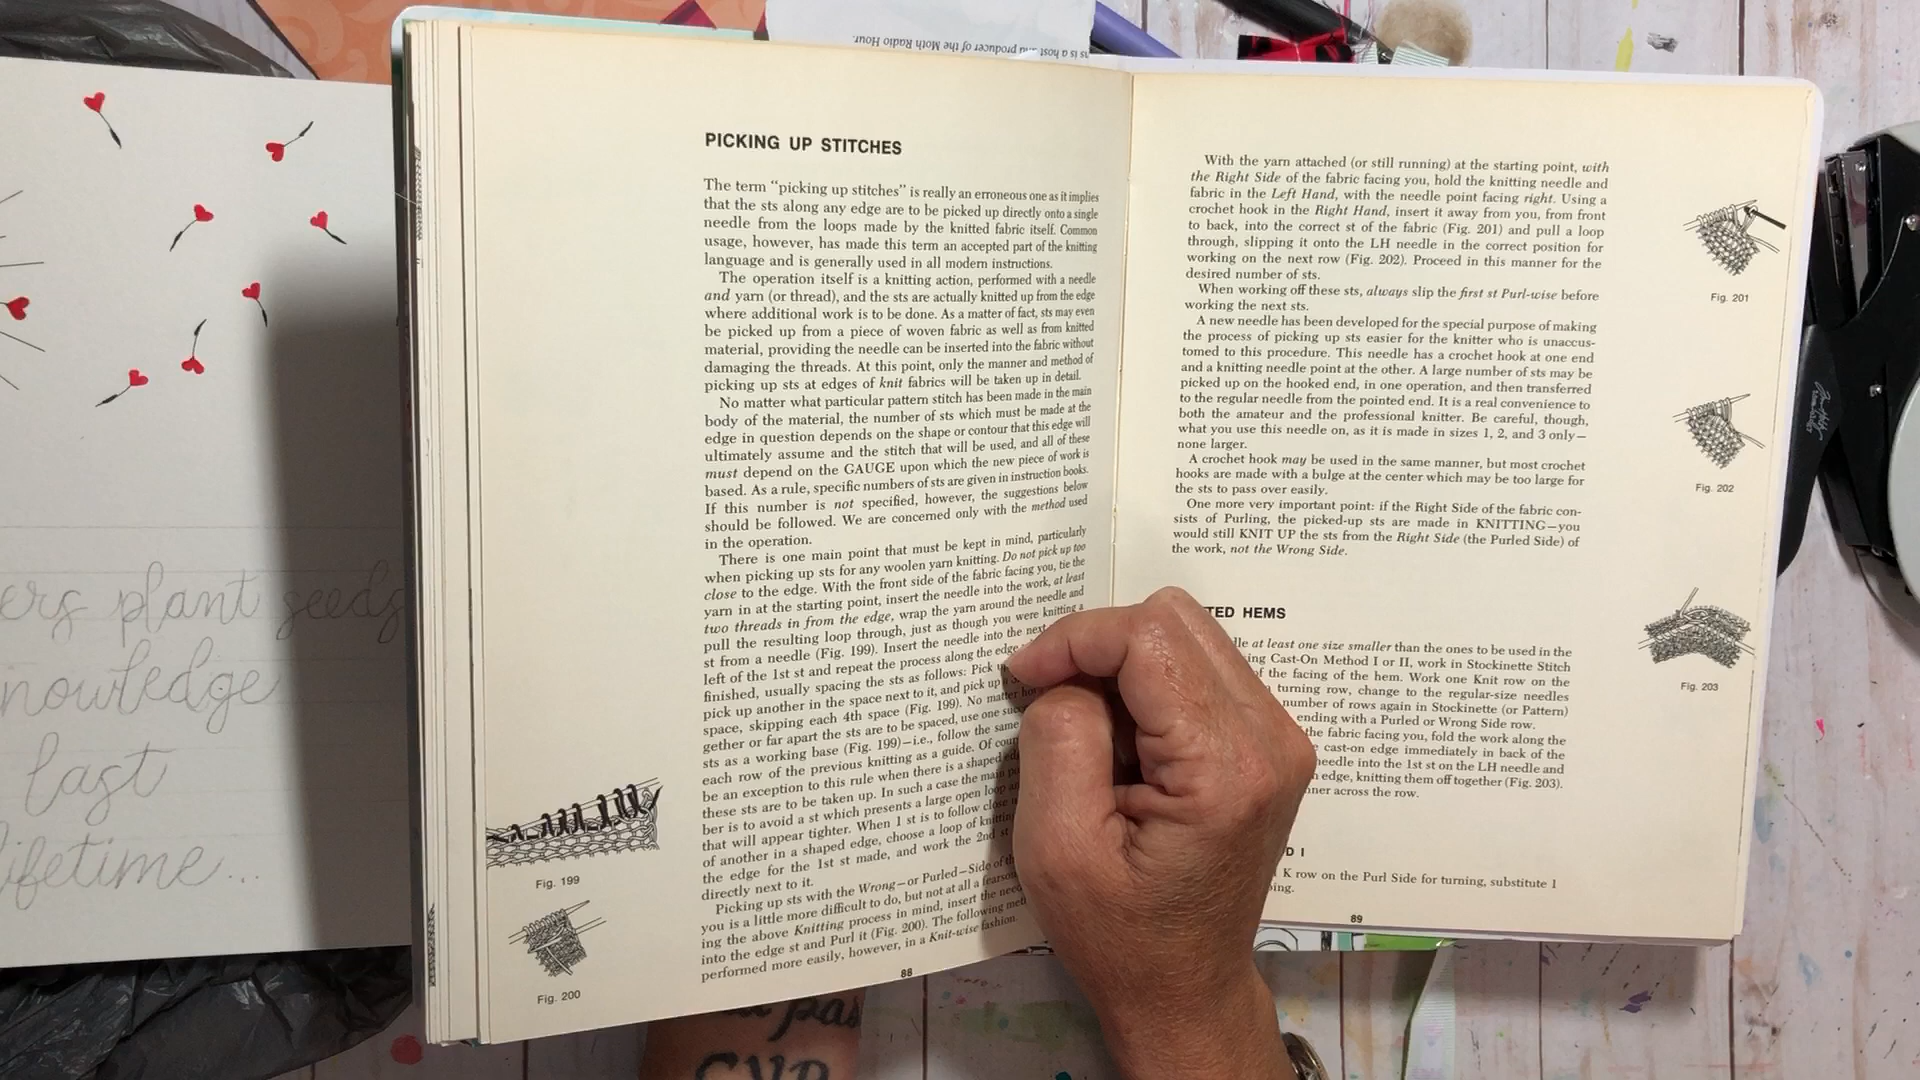 ns is a host and producer of the Moth Radio Hour.
ers plant seeds
nowledge
last
lifetime...
PICKING UP STITCHES
The term “picking up stitches” is really an erroneous one as it implies
that the sts along any edge are to be picked up directly onto a single
needle from the loops made by the knitted fabric itself. Common
usage, however, has made this term an accepted part of the knitting
language and is generally used in all modern instructions.
The operation itself is a knitting action, performed with a needle
and yarn (or thread), and the sts are actually knitted up from the edge
where additional work is to be done. As a matter of fact, sts may even
be picked up from a piece of woven fabric as well as from knitted
material, providing the needle can be inserted into the fabric without
damaging the threads. At this point, only the manner and method of
picking up sts at edges of knit fabrics will be taken up in detail.
No matter what particular pattern stitch has been made in the main
body of the material, the number of sts which must be made at the
edge in question depends on the shape or contour that this edge will
ultimately assume and the stitch that will be used, and all of these
must depend on the GAUGE upon which the new piece of work is
based. As a rule, specific numbers of sts are given in instruction books.
If this number is not specified, however, the suggestions below
should be followed. We are concerned only with the method used
in the operation.
There is one main point that must be kept in mind, particularly
when picking up sts for any woolen yarn knitting. Do not pick up too
close to the edge. With the front side of the fabric facing you, tie the
yarn in at the starting point, insert the needle into the work, at least
two threads in from the edge, wrap the yarn around the needle and
pull the resulting loop through, just as though you were knitting a
st from a needle (Fig. 199). Insert the needle into the next
left of the 1st st and repeat the process along the edge
finished, usually spacing the sts as follows: Pick u
pick up another in the space next to it, and pick up
space, skipping each 4th space (Fig. 199). No matter how
gether or far apart the sts are to be spaced, use one
sts as a working base (Fig. 199)—i.e., follow the same
each row of the previous knitting as a guide. Of cour
be an exception to this rule when there is a shaped
these sts are to be taken up. In such a case the main
ber is to avoid a st which presents a large open loop
that will appear tighter. When 1 st is to follow close
of another in a shaped edge, choose a loop of knittin
the edge for the 1st st made, and work the 2nd st
directly next to it.
Picking up sts with the Wrong—or Purled—Side of the
you is a little more difficult to do, but not at all a fearsom
ing the above Knitting process in mind, insert the need
into the edge st and Purl it (Fig. 200). The following met
performed more easily, however, in a Knit-wise fashion.
Fig. 199
Fig. 200
88
With the yarn attached (or still running) at the starting point, with
the Right Side of the fabric facing you, hold the knitting needle and
fabric in the Left Hand, with the needle point facing right. Using a
crochet hook in the Right Hand, insert it away from you, from front
to back, into the correct st of the fabric (Fig. 201) and pull a loop
through, slipping it onto the LH needle in the correct position for
working on the next row (Fig. 202). Proceed in this manner for the
desired number of sts.
When working off these sts, always slip the first st Purl-wise before
working the next sts.
A new needle has been developed for the special purpose of making
the process of picking up sts easier for the knitter who is unaccus-
tomed to this procedure. This needle has a crochet hook at one end
and a knitting needle point at the other. A large number of sts may be
picked up on the hooked end, in one operation, and then transferred
to the regular needle from the pointed end. It is a real convenience to
both the amateur and the professional knitter. Be careful, though,
what you use this needle on, as it is made in sizes 1, 2, and 3 only—
none larger.
A crochet hook may be used in the same manner, but most crochet
hooks are made with a bulge at the center which may be too large for
the sts to pass over easily.
One more very important point: if the Right Side of the fabric con-
sists of Purling, the picked-up sts are made in KNITTING—you
would still KNIT UP the sts from the Right Side (the Purled Side) of
the work, not the Wrong Side.
TED HEMS
dle at least one size smaller than the ones to be used in the
ing Cast-On Method I or II, work in Stockinette Stitch
of the facing of the hem. Work one Knit row on the
turning row, change to the regular-size needles
number of rows again in Stockinette (or Pattern)
ending with a Purled or Wrong Side row.
the fabric facing you, fold the work along the
cast-on edge immediately in back of the
needle into the 1st st on the LH needle and
edge, knitting them off together (Fig. 203).
nner across the row.
D I
K row on the Purl Side for turning, substitute 1
ing.
Fig. 201
Fig. 202
Fig. 203
89
pas